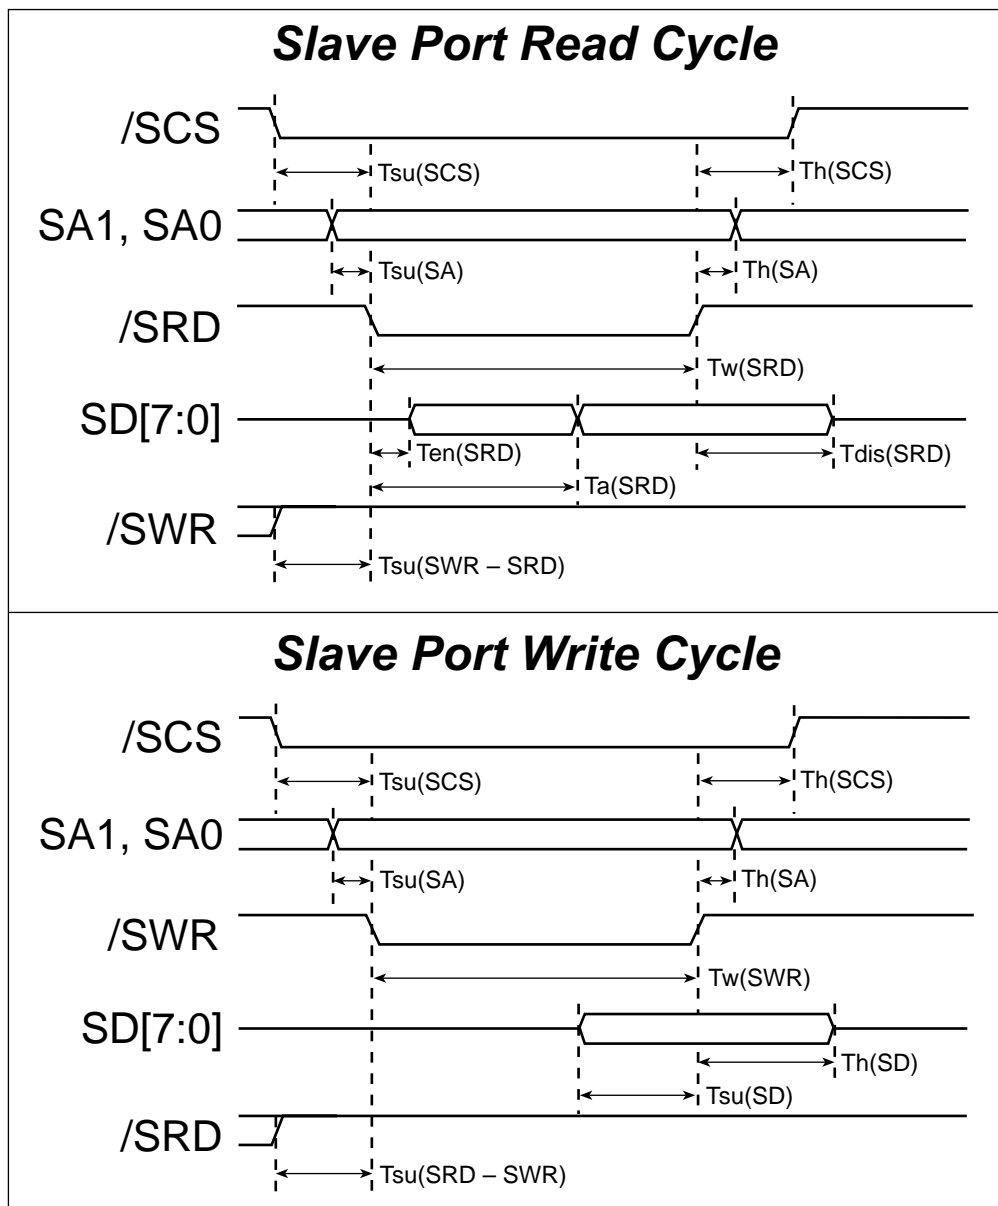 Slave Port Read Cycle
/SCS
Tsu(SCS)
Th(SCS)
SA1, SA0
Tsu(SA)
Th(SA)
/SRD
Tw(SRD)
SD[7:0]
Ten(SRD)
Tdis(SRD)
Ta(SRD)
/SWR
Tsu(SWR – SRD)
Slave Port Write Cycle
/SCS
Tsu(SCS)
Th(SCS)
SA1, SA0
Tsu(SA)
Th(SA)
/SWR
Tw(SWR)
SD[7:0]
Th(SD)
Tsu(SD)
/SRD
Tsu(SRD – SWR)